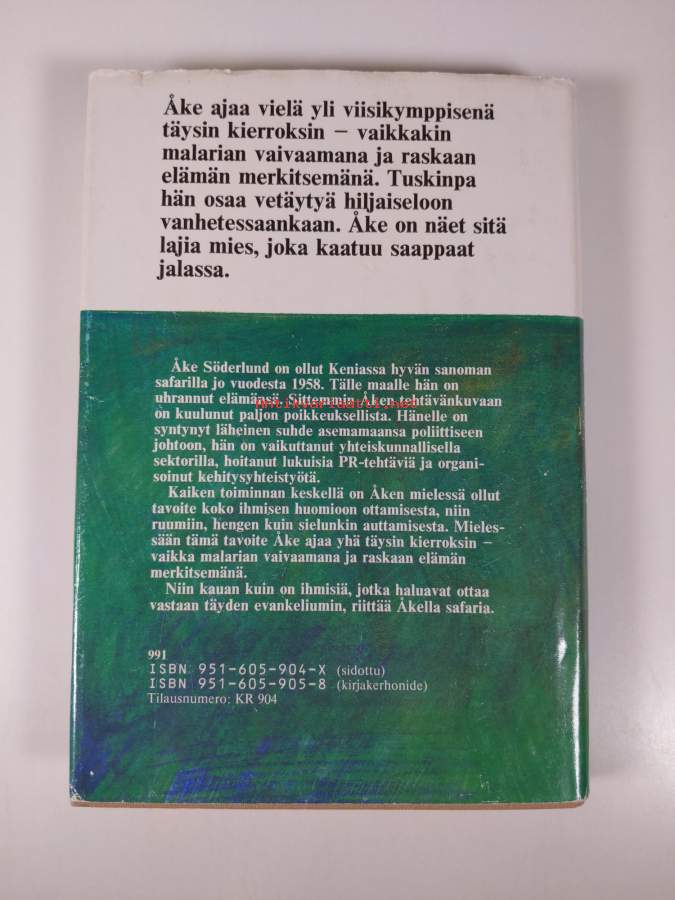 Åke ajaa vielä yli viisikymppisenä
täysin kierroksin – vaikkakin
malarian vaivaamana ja raskaan
elämän merkitsemänä. Tuskinpa
hän osaa vetäytyä hiljaiseloon
vanhetessaankaan. Åke on näet sitä
lajia mies, joka kaatuu saappaat
jalassa.
Åke Söderlund on ollut Keniassa hyvän sanoman
safarilla jo vuodesta 1958. Tälle maalle hän on
uhrannut elämänsä. Sittemmin Åken tehtävänkuvaan
on kuulunut paljon poikkeuksellista. Hänelle on
syntynyt läheinen suhde asemamaansa poliittiseen
johtoon, hän on vaikuttanut yhteiskunnallisella
sektorilla, hoitanut lukuisia PR-tehtäviä ja organi-
soinut kehitysyhteistyötä.
Kaiken toiminnan keskellä on Åken mielessä ollut
tavoite koko ihmisen huomioon ottamisesta, niin
ruumiin, hengen kuin sielunkin auttamisesta. Mieles-
sään tämä tavoite Åke ajaa yhä täysin kierroksin –
vaikka malarian vaivaamana ja raskaan elämän
merkitsemänä.
Niin kauan kuin on ihmisiä, jotka haluavat ottaa
vastaan täyden evankeliumin, riittää Åkella safaria.
991
ISBN 951-605-904-X (sidottu)
ISBN 951-605-905-8 (kirjakerhonide)
Tilausnumero: KR 904
Antikvariaatti.net